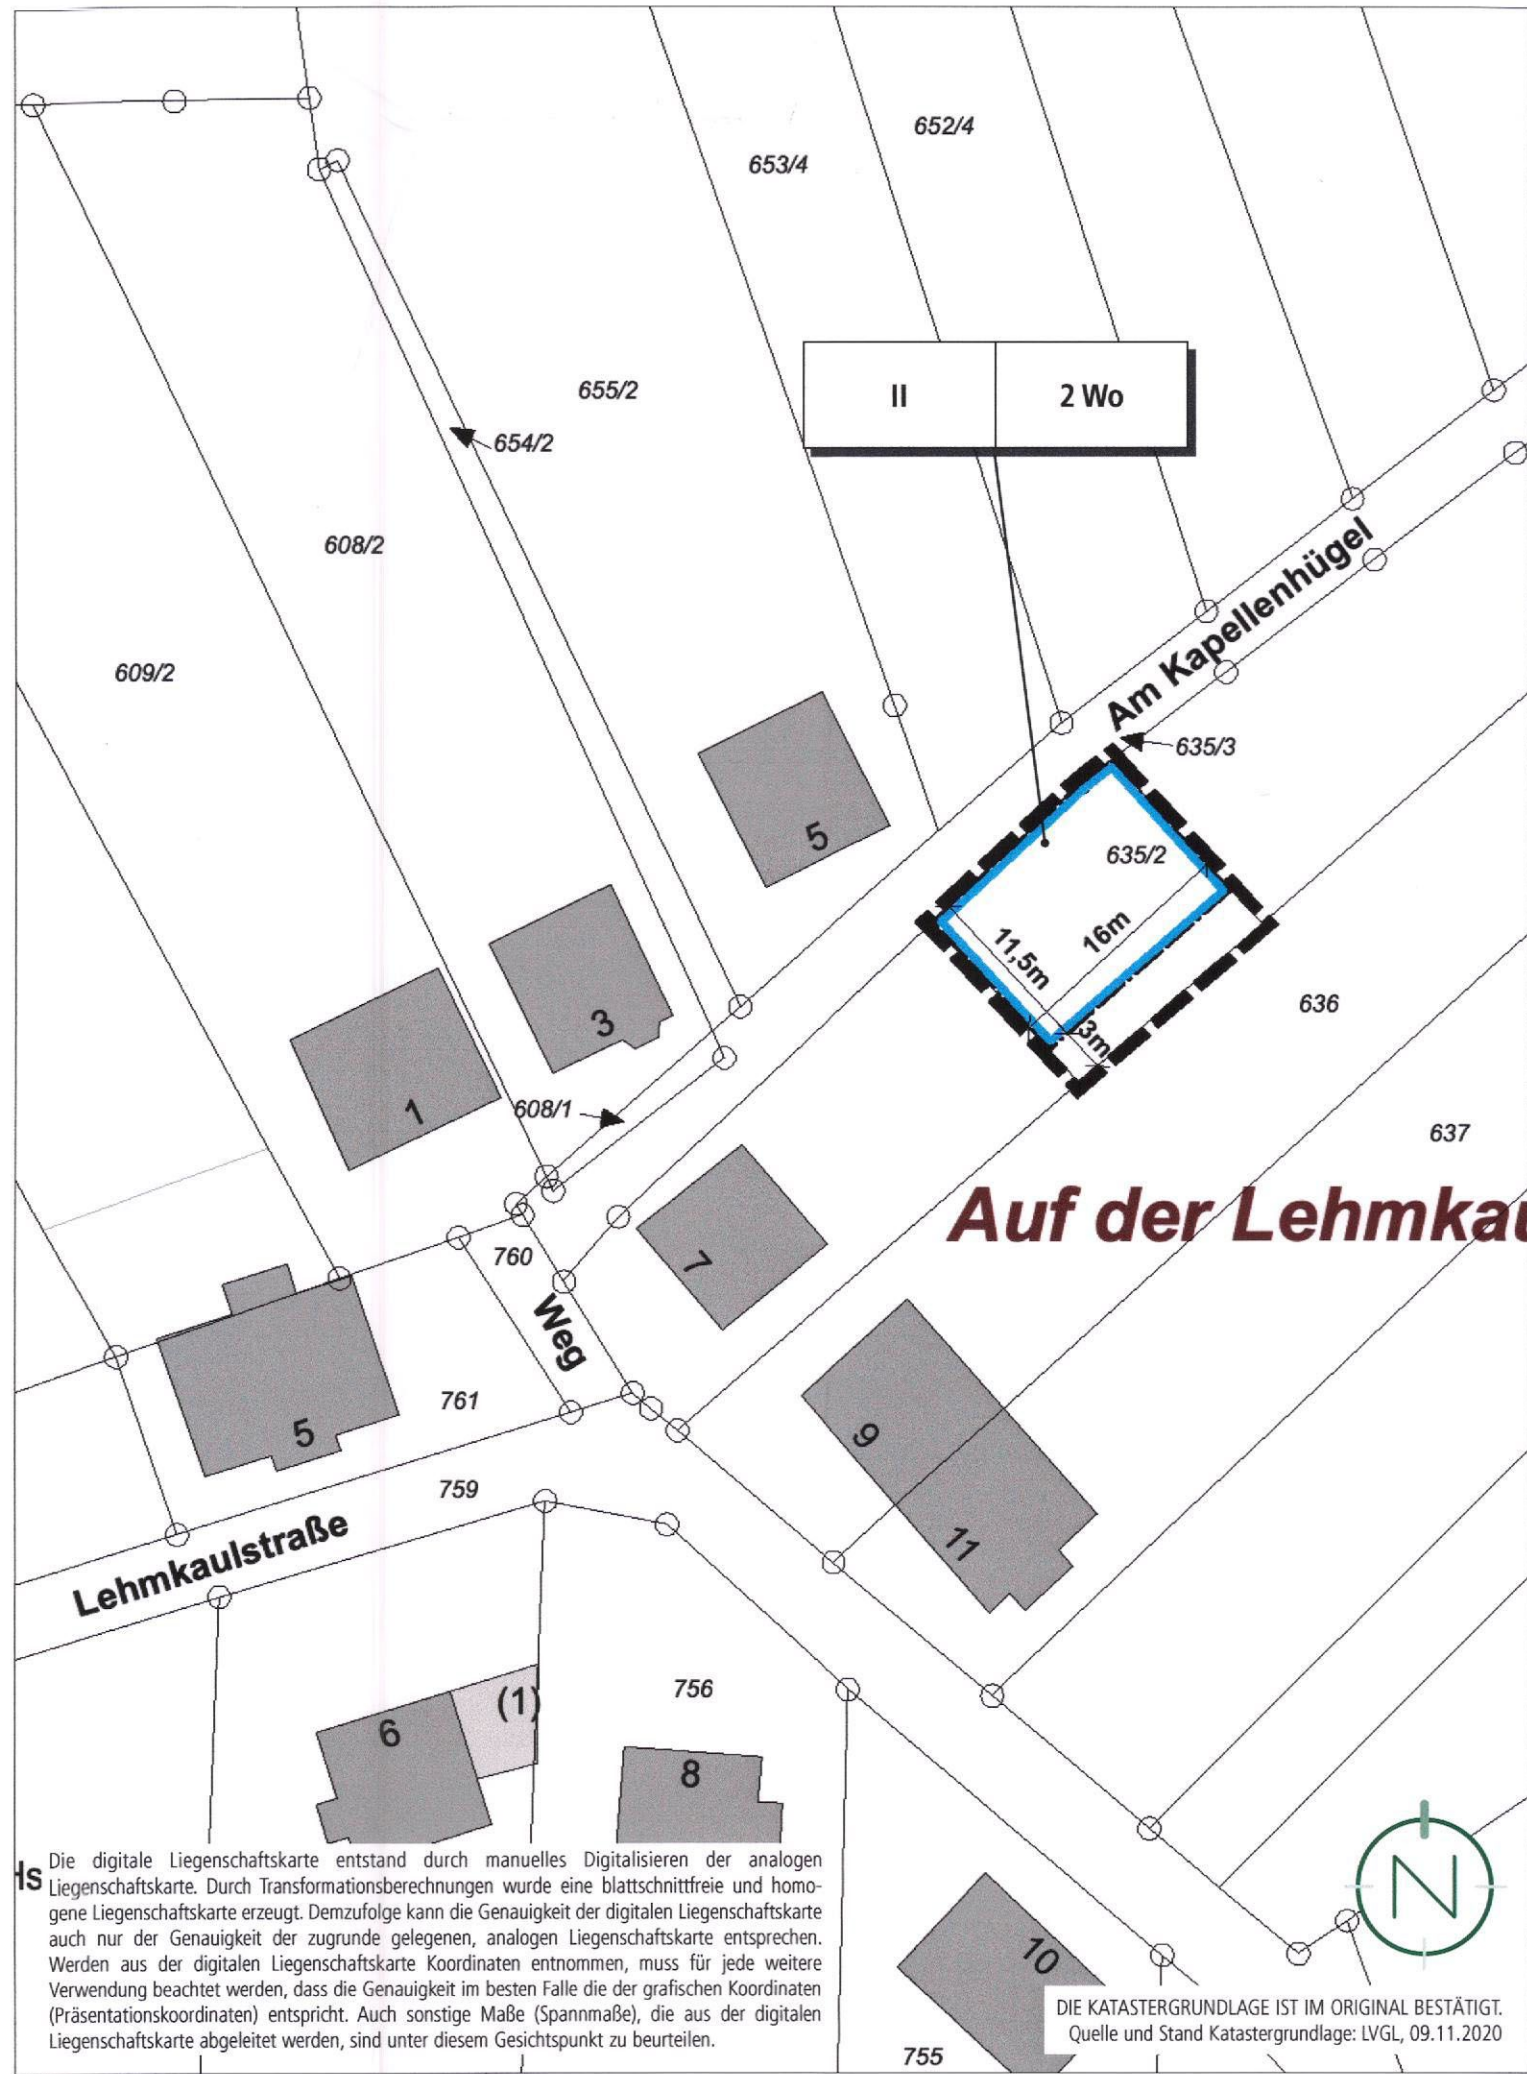 652/4
653/4
655/2
II
2 Wo
654/2
608/2
609/2
Am Kapellenhügel
635/3
5
635/2
16m
11,5m
3m
636
3
1
608/1
637
Auf der Lehmkau
760
7
Weg
761
5
9
11
759
Lehmkaulstraße
756
(1)
6
8
Hs
Die digitale Liegenschaftskarte entstand durch manuelles Digitalisieren der analogen
Liegenschaftskarte. Durch Transformationsberechnungen wurde eine blattschnittfreie und homo-
gene Liegenschaftskarte erzeugt. Demzufolge kann die Genauigkeit der digitalen Liegenschaftskarte
auch nur der Genauigkeit der zugrunde gelegenen, analogen Liegenschaftskarte entsprechen.
Werden aus der digitalen Liegenschaftskarte Koordinaten entnommen, muss für jede weitere
Verwendung beachtet werden, dass die Genauigkeit im besten Falle die der grafischen Koordinaten
(Präsentationskoordinaten) entspricht. Auch sonstige Maße (Spannmaße), die aus der digitalen
Liegenschaftskarte abgeleitet werden, sind unter diesem Gesichtspunkt zu beurteilen.
N
10
DIE KATASTERGRUNDLAGE IST IM ORIGINAL BESTÄTIGT.
Quelle und Stand Katastergrundlage: LVGL, 09.11.2020
755